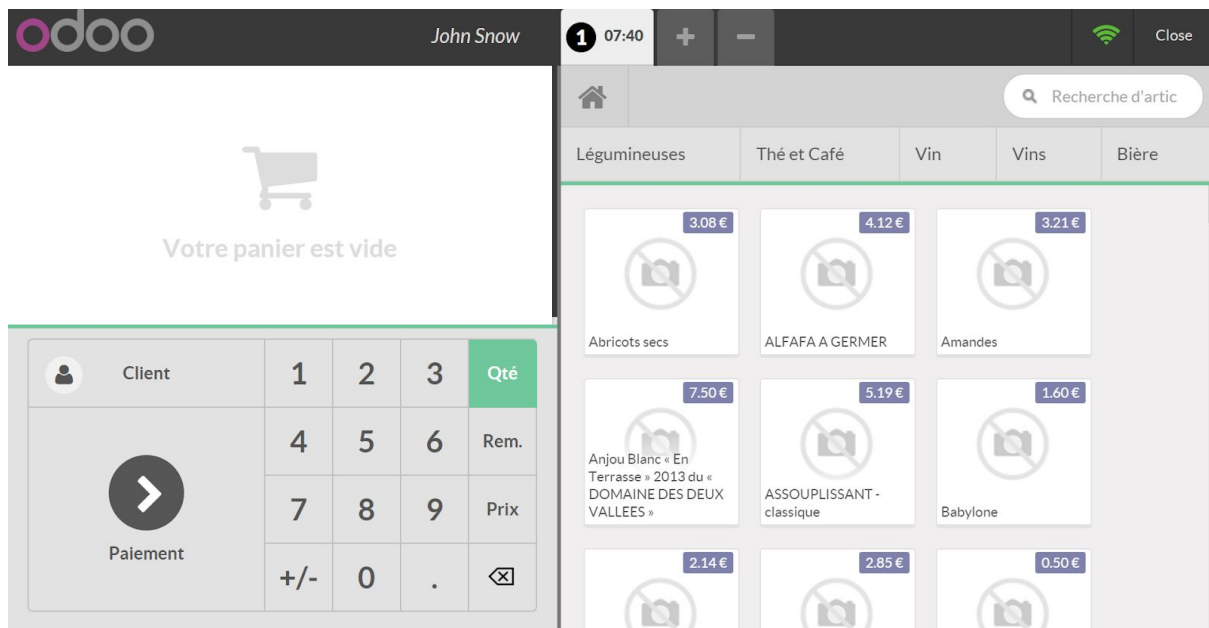 odoo
John Snow
1 07:40
+
-
Close
Recherche d'artic
Légumineuses
Thé et Café
Vin
Vins
Bière
Votre panier est vide
Client
1 2 3 Qté
4 5 6 Rem.
7 8 9 Prix
+/- 0 .
Paiement
3.08 €
Abricots secs
4.12 €
ALFAFA A GERMER
3.21 €
Amandes
7.50 €
Anjou Blanc « En
Terrasse » 2013 du «
DOMAINE DES DEUX
VALLEES »
5.19 €
ASSOUPLISSANT -
classique
1.60 €
Babylone
2.14 €
2.85 €
0.50 €